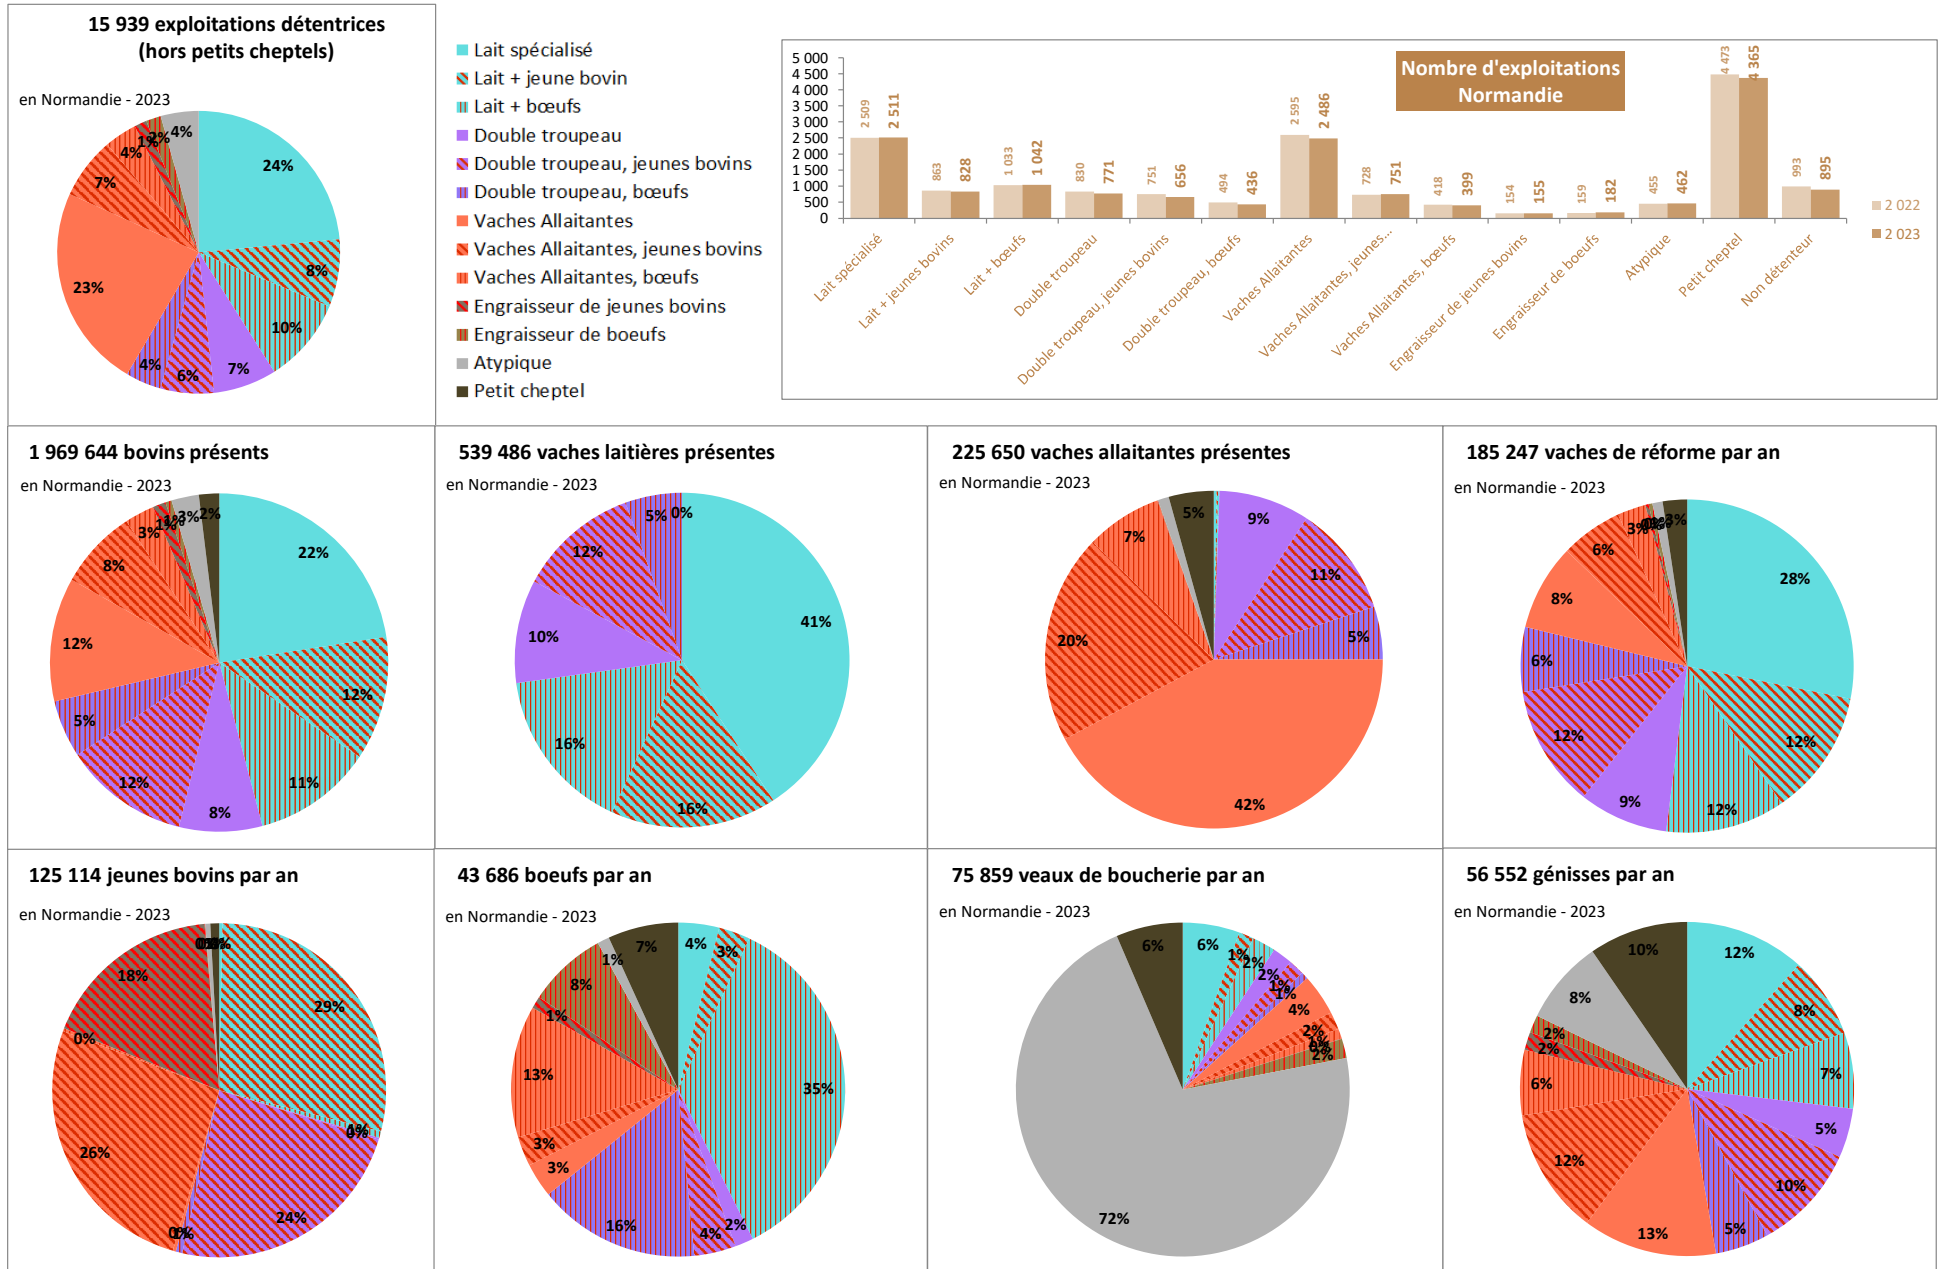 15 939 exploitations détentrices
(hors petits cheptels)
en Normandie - 2023
24%
8%
10%
7%
6%
4%
23%
7%
4%
1%
2%
4%
Lait spécialisé
Lait + jeune bovin
Lait + bœufs
Double troupeau
Double troupeau, jeunes bovins
Double troupeau, bœufs
Vaches Allaitantes
Vaches Allaitantes, jeunes bovins
Vaches Allaitantes, bœufs
Engraisseur de jeunes bovins
Engraisseur de boeufs
Atypique
Petit cheptel
Nombre d'exploitations
Normandie
5 000
4 500
4 000
3 500
3 000
2 500
2 000
1 500
1 000
500
0
2 509
2 511
863
828
1 033
1 042
830
771
751
656
494
436
2 595
2 486
728
751
418
399
154
155
159
182
455
462
4 473
4 365
993
895
Lait spécialisé
Lait + jeunes bovins
Lait + bœufs
Double troupeau
Double troupeau, jeunes bovins
Double troupeau, bœufs
Vaches Allaitantes
Vaches Allaitantes, jeunes...
Vaches Allaitantes, bœufs
Engraisseur de jeunes bovins
Engraisseur de boeufs
Atypique
Petit cheptel
Non détenteur
2 022
2 023
1 969 644 bovins présents
en Normandie - 2023
22%
12%
11%
8%
12%
5%
12%
8%
3%
1%
1%
3%
2%
539 486 vaches laitières présentes
en Normandie - 2023
41%
16%
16%
10%
12%
5%
0%
225 650 vaches allaitantes présentes
en Normandie - 2023
9%
11%
5%
42%
20%
7%
5%
185 247 vaches de réforme par an
en Normandie - 2023
28%
12%
12%
9%
12%
6%
8%
6%
3%
3%
125 114 jeunes bovins par an
en Normandie - 2023
29%
24%
26%
0%
18%
43 686 boeufs par an
en Normandie - 2023
4%
3%
35%
2%
4%
16%
3%
3%
13%
1%
8%
1%
7%
75 859 veaux de boucherie par an
en Normandie - 2023
6%
1%
2%
2%
1%
1%
4%
2%
1%
0%
2%
72%
6%
56 552 génisses par an
en Normandie - 2023
12%
8%
7%
5%
10%
5%
13%
12%
6%
2%
2%
8%
10%